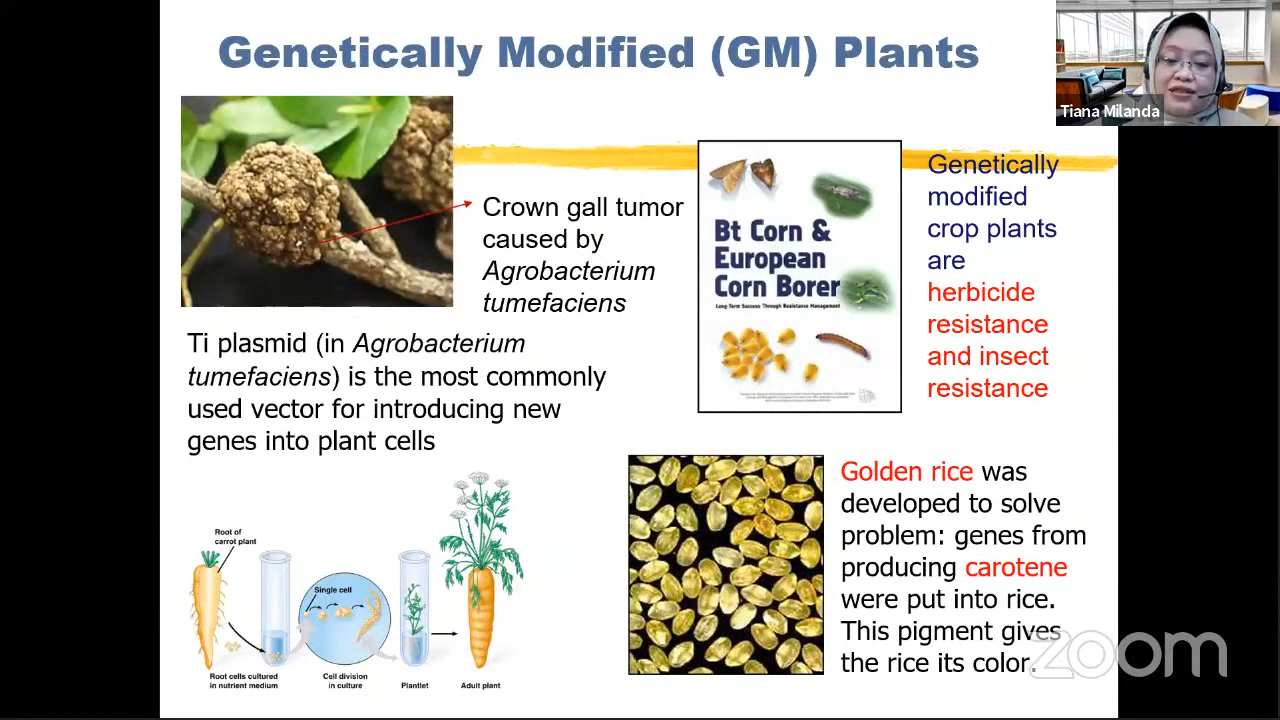 Genetically Modified (GM) Plants
Tiana Milanda
Crown gall tumor
caused by
Agrobacterium
tumefaciens
Ti plasmid (in Agrobacterium
tumefaciens) is the most commonly
used vector for introducing new
genes into plant cells
Bt Corn &
European
Corn Borer
Long-Term Success Through Resistance Management
Genetically
modified
crop plants
are
herbicide
resistance
and insect
resistance
Root of
carrot plant
Single cell
Root cells cultured
in nutrient medium
Cell division
in culture
Plantlet
Adult plant
Golden rice was
developed to solve
problem: genes from
producing carotene
were put into rice.
This pigment gives
the rice its color.
zoom